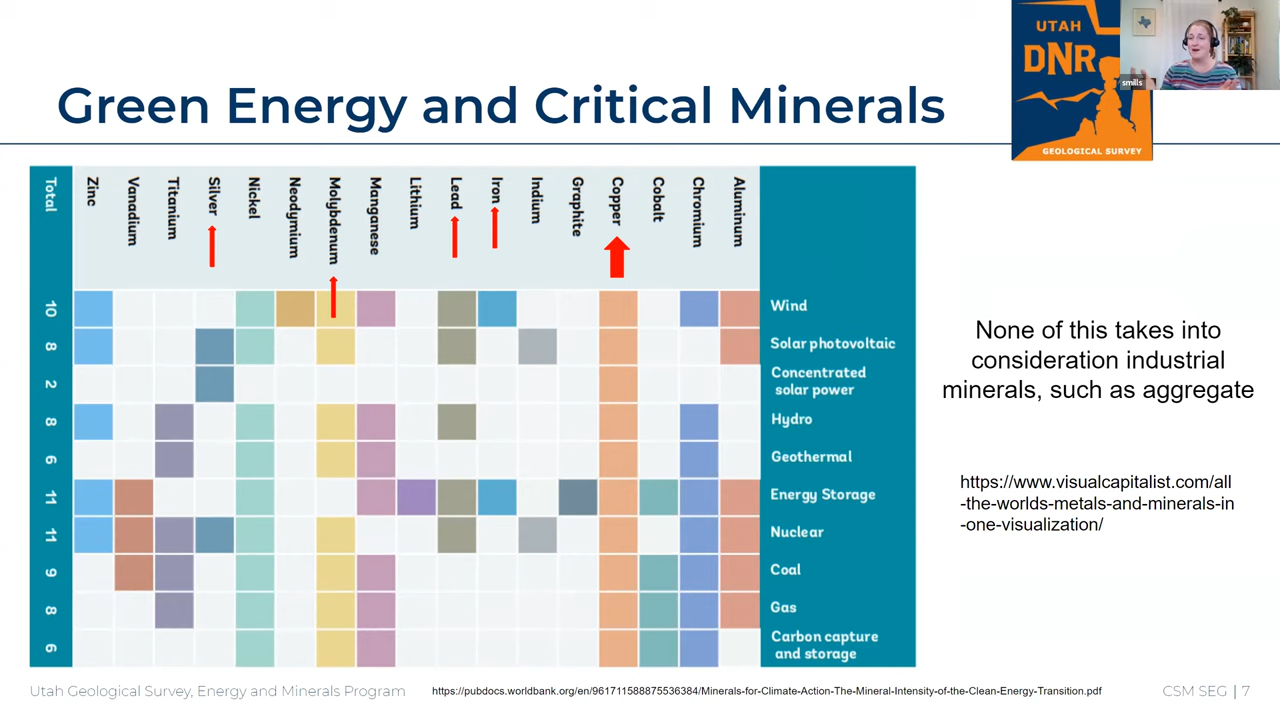 Green Energy and Critical Minerals
UTAH
DNR
GEOLOGICAL SURVEY
smills
Total
Zinc
Vanadium
Titanium
Silver
Nickel
Neodymium
Molybdenum
Manganese
Lithium
Lead
Iron
Indium
Graphite
Copper
Cobalt
Chromium
Aluminum
10
Wind
8
Solar photovoltaic
2
Concentrated
solar power
8
Hydro
6
Geothermal
11
Energy Storage
11
Nuclear
9
Coal
8
Gas
6
Carbon capture
and storage
None of this takes into
consideration industrial
minerals, such as aggregate
https://www.visualcapitalist.com/all
-the-worlds-metals-and-minerals-in
-one-visualization/
Utah Geological Survey, Energy and Minerals Program
https://pubdocs.worldbank.org/en/961711588875536384/Minerals-for-Climate-Action-The-Mineral-Intensity-of-the-Clean-Energy-Transition.pdf
CSM SEG | 7